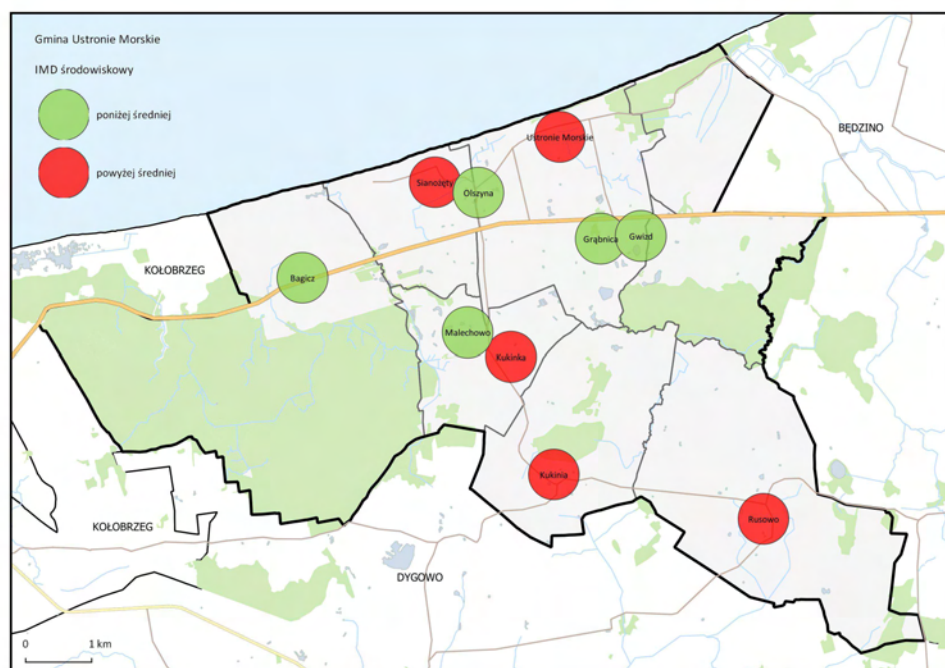 Gmina Ustronie Morskie
IMD środowiskowy
poniżej średniej
powyżej średniej
BĘDZINO
Ustronie Morskie
Sianożęty
Olszyna
Grąbnica
Gwizd
KOŁOBRZEG
Bagicz
Malechowo
Kukinka
Kukinia
Rusowo
KOŁOBRZEG
DYGOWO
0 1 km